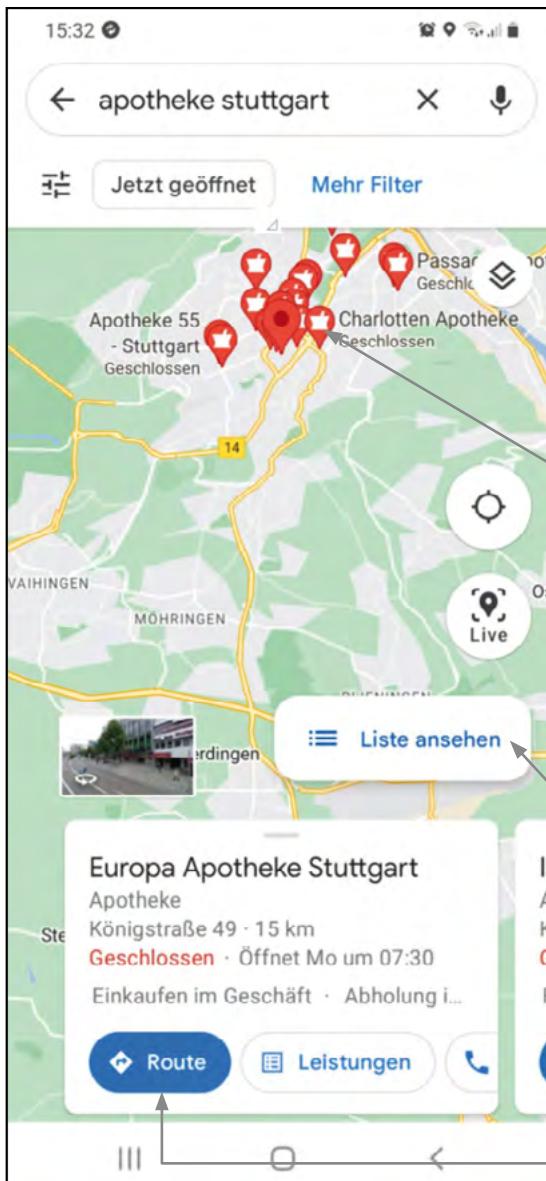 15:32
apotheke stuttgart
Jetzt geöffnet
Mehr Filter
Geschlossen
Apotheke 55
- Stuttgart
Geschlossen
Charlotten Apotheke
14
VAIHINGEN
MÖHRINGEN
Live
Liste ansehen
Europa Apotheke Stuttgart
Apotheke
Königstraße 49 · 15 km
Geschlossen · Öffnet Mo um 07:30
Einkaufen im Geschäft · Abholung i...
Route
Leistungen